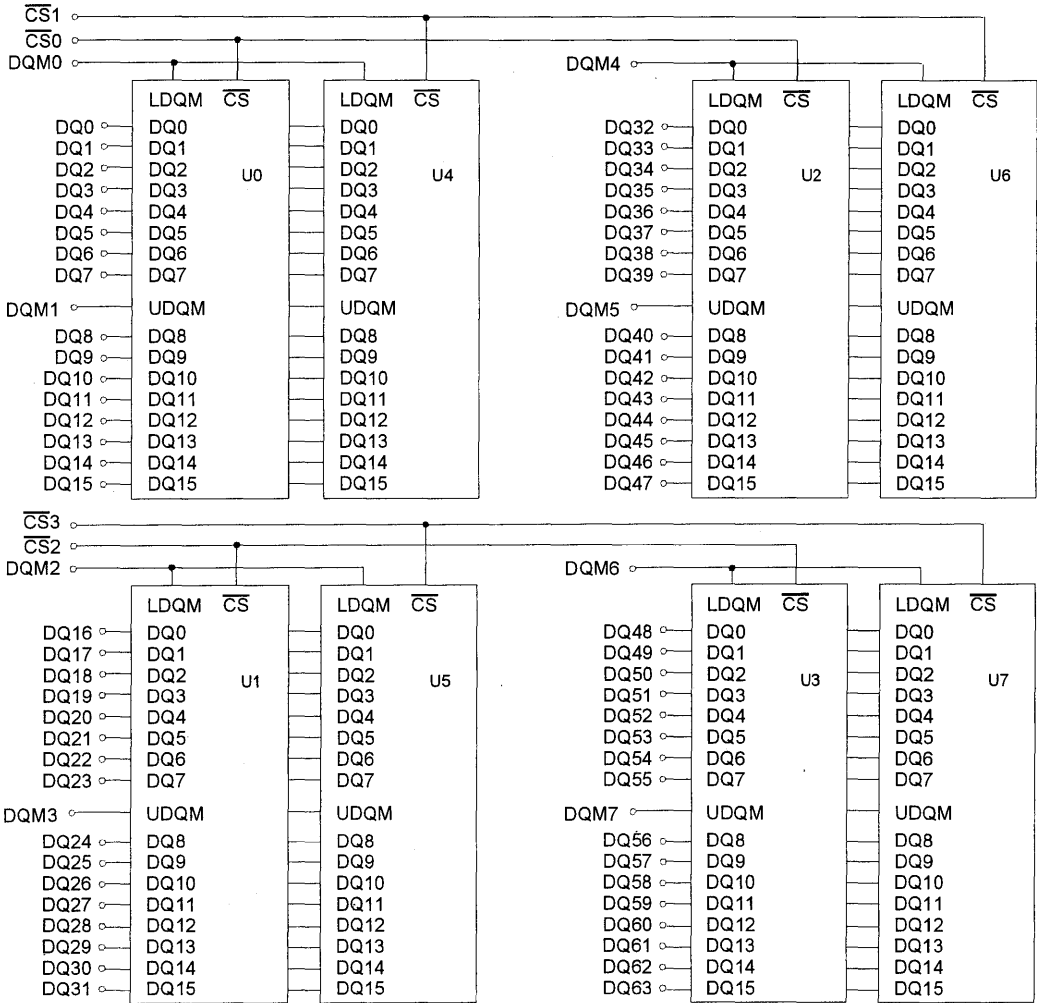 CS1
CS0
DQM0
DQM4
LDQM CS LDQM CS LDQM CS LDQM CS
DQ0 DQ0 DQ0 DQ32 DQ0 DQ0
DQ1 DQ1 DQ1 DQ33 DQ1 DQ1
DQ2 DQ2 DQ2 DQ34 DQ2 DQ2
U0 U4 U2 U6
DQ3 DQ3 DQ3 DQ35 DQ3 DQ3
DQ4 DQ4 DQ4 DQ36 DQ4 DQ4
DQ5 DQ5 DQ5 DQ37 DQ5 DQ5
DQ6 DQ6 DQ6 DQ38 DQ6 DQ6
DQ7 DQ7 DQ7 DQ39 DQ7 DQ7
DQM1 UDQM UDQM DQM5 UDQM UDQM
DQ8 DQ8 DQ8 DQ40 DQ8 DQ8
DQ9 DQ9 DQ9 DQ41 DQ9 DQ9
DQ10 DQ10 DQ10 DQ42 DQ10 DQ10
DQ11 DQ11 DQ11 DQ43 DQ11 DQ11
DQ12 DQ12 DQ12 DQ44 DQ12 DQ12
DQ13 DQ13 DQ13 DQ45 DQ13 DQ13
DQ14 DQ14 DQ14 DQ46 DQ14 DQ14
DQ15 DQ15 DQ15 DQ47 DQ15 DQ15
CS3
CS2
DQM2 DQM6
LDQM CS LDQM CS LDQM CS LDQM CS
DQ16 DQ0 DQ0 DQ48 DQ0 DQ0
DQ17 DQ1 DQ1 DQ49 DQ1 DQ1
DQ18 DQ2 DQ2 DQ50 DQ2 DQ2
U1 U5 U3 U7
DQ19 DQ3 DQ3 DQ51 DQ3 DQ3
DQ20 DQ4 DQ4 DQ52 DQ4 DQ4
DQ21 DQ5 DQ5 DQ53 DQ5 DQ5
DQ22 DQ6 DQ6 DQ54 DQ6 DQ6
DQ23 DQ7 DQ7 DQ55 DQ7 DQ7
DQM3 UDQM UDQM DQM7 UDQM UDQM
DQ24 DQ8 DQ8 DQ56 DQ8 DQ8
DQ25 DQ9 DQ9 DQ57 DQ9 DQ9
DQ26 DQ10 DQ10 DQ58 DQ10 DQ10
DQ27 DQ11 DQ11 DQ59 DQ11 DQ11
DQ28 DQ12 DQ12 DQ60 DQ12 DQ12
DQ29 DQ13 DQ13 DQ61 DQ13 DQ13
DQ30 DQ14 DQ14 DQ62 DQ14 DQ14
DQ31 DQ15 DQ15 DQ63 DQ15 DQ15